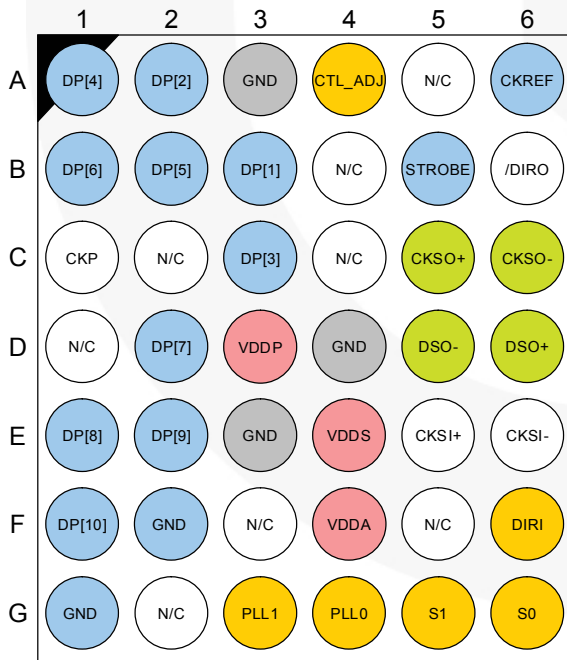 1 2 3 4 5 6
A DP[4] DP[2] GND CTL_ADJ N/C CKREF
B DP[6] DP[5] DP[1] N/C STROBE /DIRO
C CKP N/C DP[3] N/C CKSO+ CKSO-
D N/C DP[7] VDDP GND DSO- DSO+
E DP[8] DP[9] GND VDDS CKSI+ CKSI-
F DP[10] GND N/C VDDA N/C DIRI
G GND N/C PLL1 PLL0 S1 S0